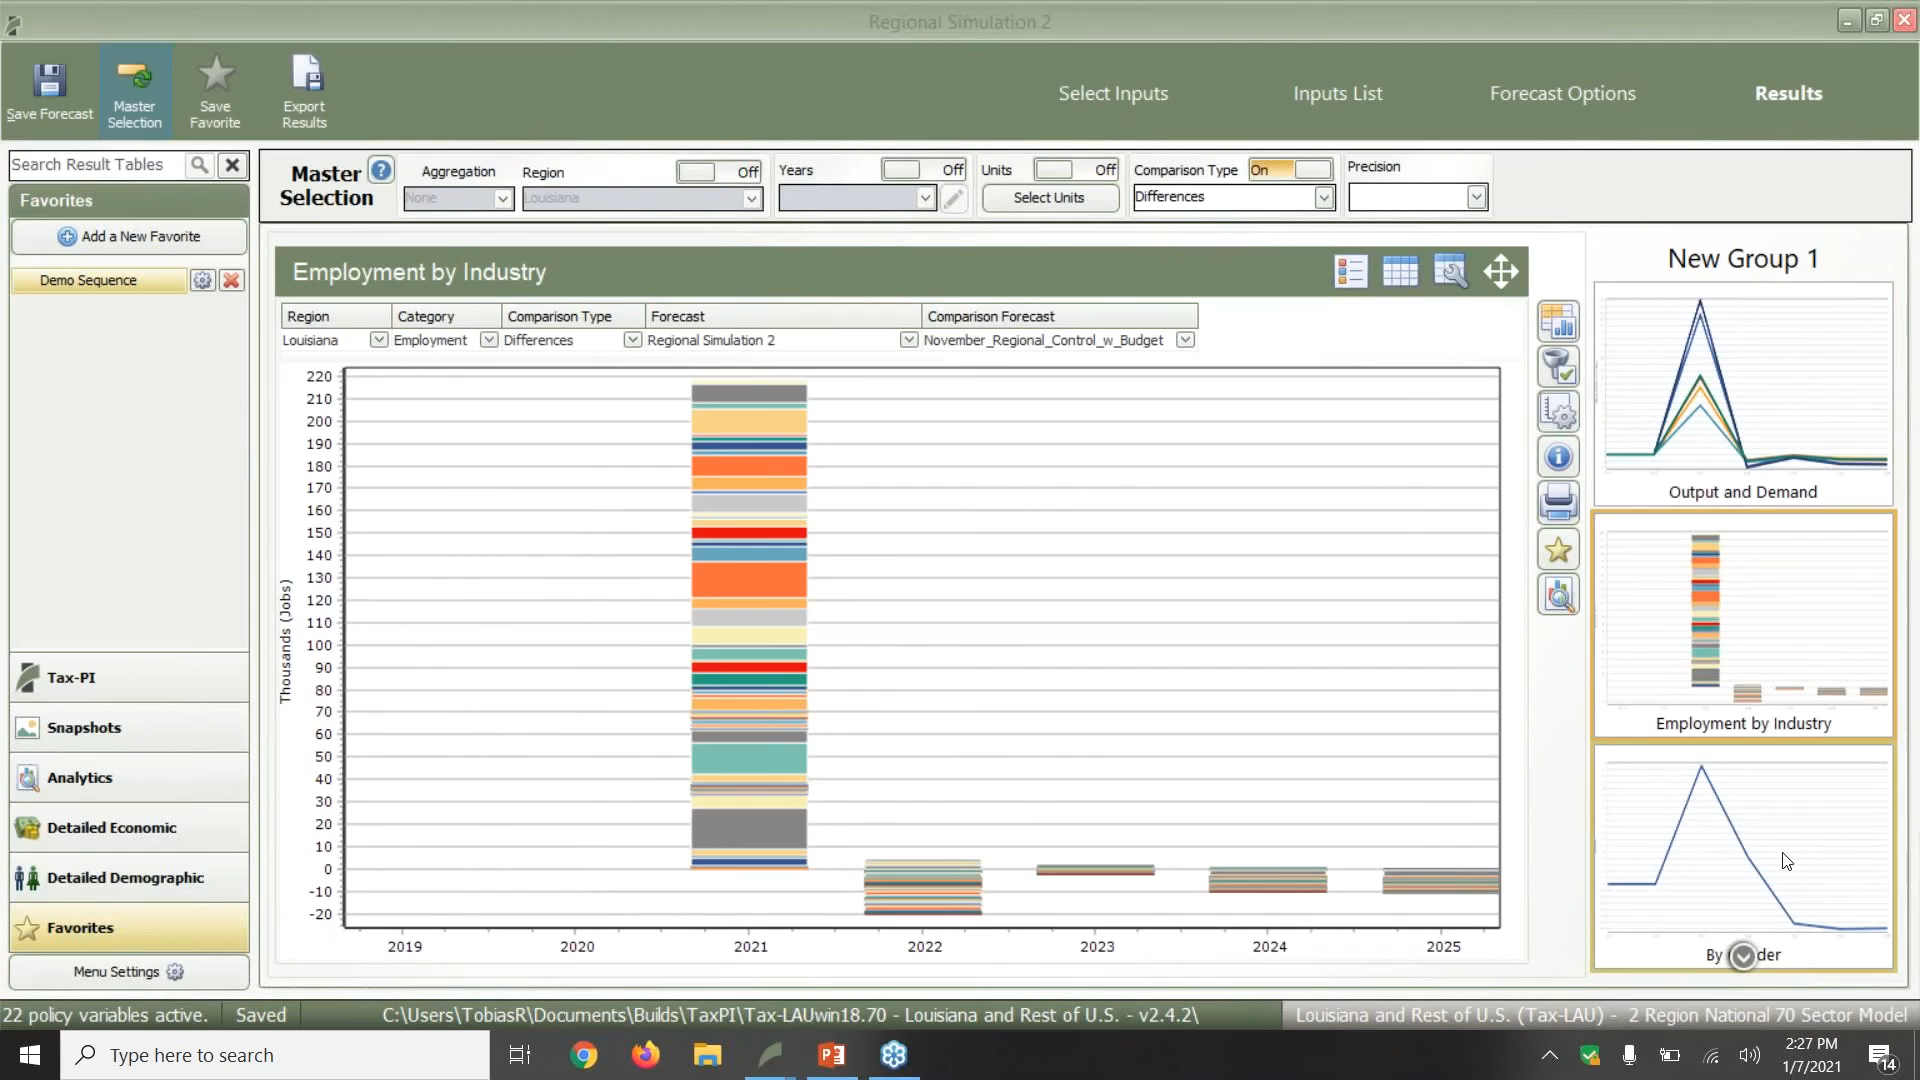 Regional Simulation 2
Save Forecast
Master Selection
Save Favorite
Export Results
Select Inputs
Inputs List
Forecast Options
Results
Search Result Tables
Favorites
Add a New Favorite
Demo Sequence
Tax-PI
Snapshots
Analytics
Detailed Economic
Detailed Demographic
Favorites
Menu Settings
Master Selection
Aggregation
None
Region
Off
Louisiana
Years
Off
Units
Off
Select Units
Comparison Type
On
Differences
Precision
Employment by Industry
Region
Category
Comparison Type
Forecast
Comparison Forecast
Louisiana
Employment
Differences
Regional Simulation 2
November_Regional_Control_w_Budget
Thousands (Jobs)
220
210
200
190
180
170
160
150
140
130
120
110
100
90
80
70
60
50
40
30
20
10
0
-10
-20
2019
2020
2021
2022
2023
2024
2025
New Group 1
Output and Demand
Employment by Industry
By
der
22 policy variables active.
Saved
C:\Users\TobiasR\Documents\Builds\TaxPI\Tax-LAUwin18.70 - Louisiana and Rest of U.S. - v2.4.2\
Louisiana and Rest of U.S. (Tax-LAU) - 2 Region National 70 Sector Model
Type here to search
2:27 PM
1/7/2021
14